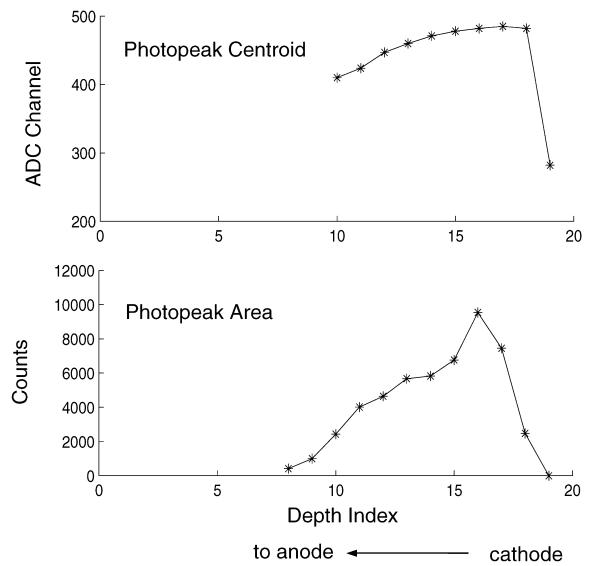 500
Photopeak Centroid
400
ADC Channel
300
200
0 5 10 15 20
12000
10000
Photopeak Area
8000
Counts
6000
4000
2000
0
0 5 10 15 20
Depth Index
to anode cathode